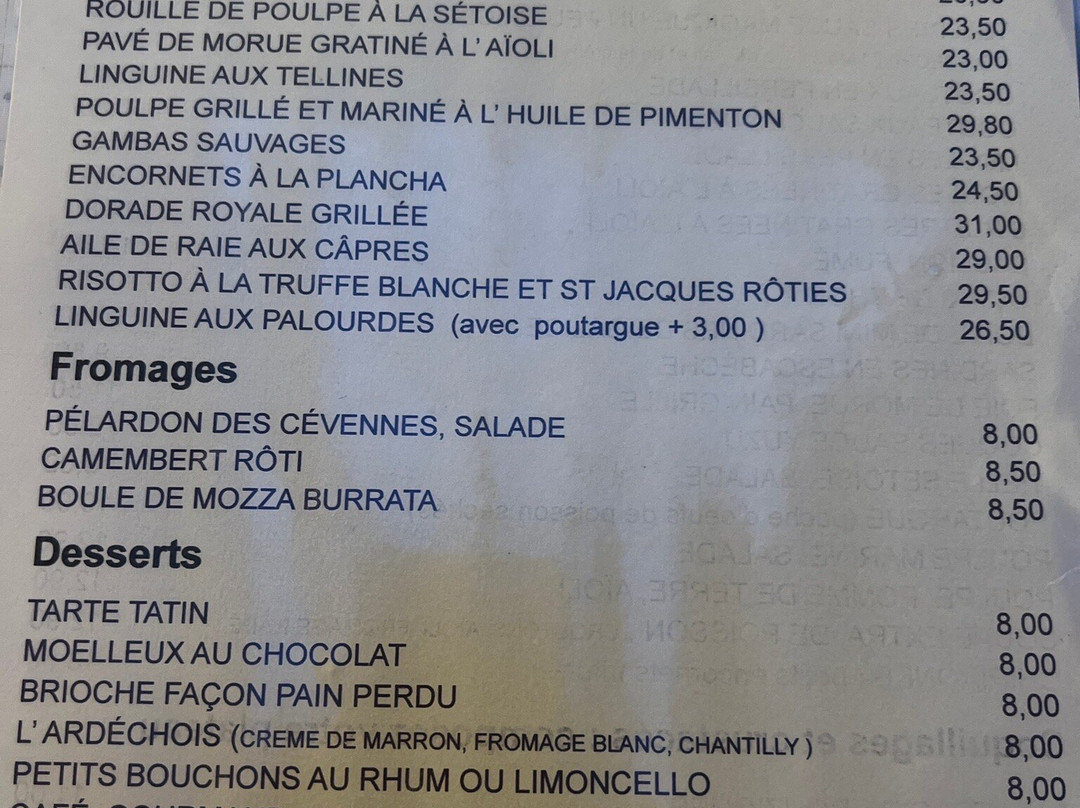 ROUILLE DE POULPE À LA SÉTOISE 23,50
PAVÉ DE MORUE GRATINÉ À L' AÏOLI 23,00
LINGUINE AUX TELLINES 23,50
POULPE GRILLÉ ET MARINÉ À L' HUILE DE PIMENTON 29,80
GAMBAS SAUVAGES 23,50
ENCORNETS À LA PLANCHA 24,50
DORADE ROYALE GRILLÉE 31,00
AILE DE RAIE AUX CÂPRES 29,00
RISOTTO À LA TRUFFE BLANCHE ET ST JACQUES RÔTIES 29,50
LINGUINE AUX PALOURDES (avec poutargue + 3,00 ) 26,50
Fromages
PÉLARDON DES CÉVENNES, SALADE 8,00
CAMEMBERT RÔTI 8,50
BOULE DE MOZZA BURRATA 8,50
Desserts
TARTE TATIN 8,00
MOELLEUX AU CHOCOLAT 8,00
BRIOCHE FAÇON PAIN PERDU 8,00
L' ARDÉCHOIS (CREME DE MARRON, FROMAGE BLANC, CHANTILLY ) 8,00
PETITS BOUCHONS AU RHUM OU LIMONCELLO 8,00